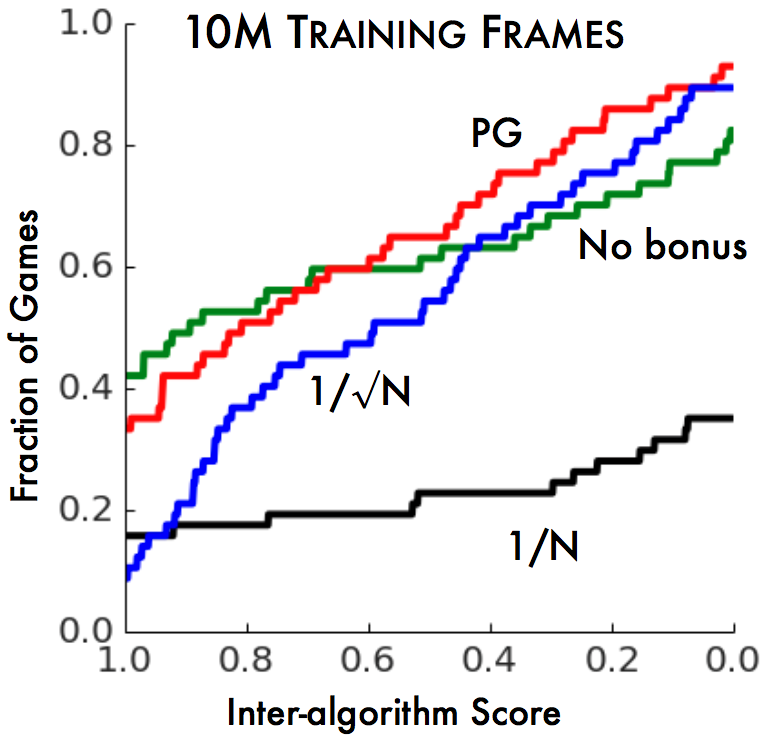 10M TRAINING FRAMES
1.0
0.8
0.6
0.4
0.2
0.0
Fraction of Games
PG
No bonus
1/√N
1/N
1.0 0.8 0.6 0.4 0.2 0.0
Inter-algorithm Score